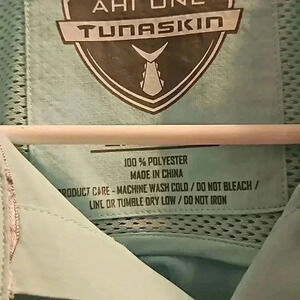 AHI ONE
TUNASKIN
100 % POLYESTER
MADE IN CHINA
PRODUCT CARE - MACHINE WASH COLD / DO NOT BLEACH /
LINE OR TUMBLE DRY LOW / DO NOT IRON